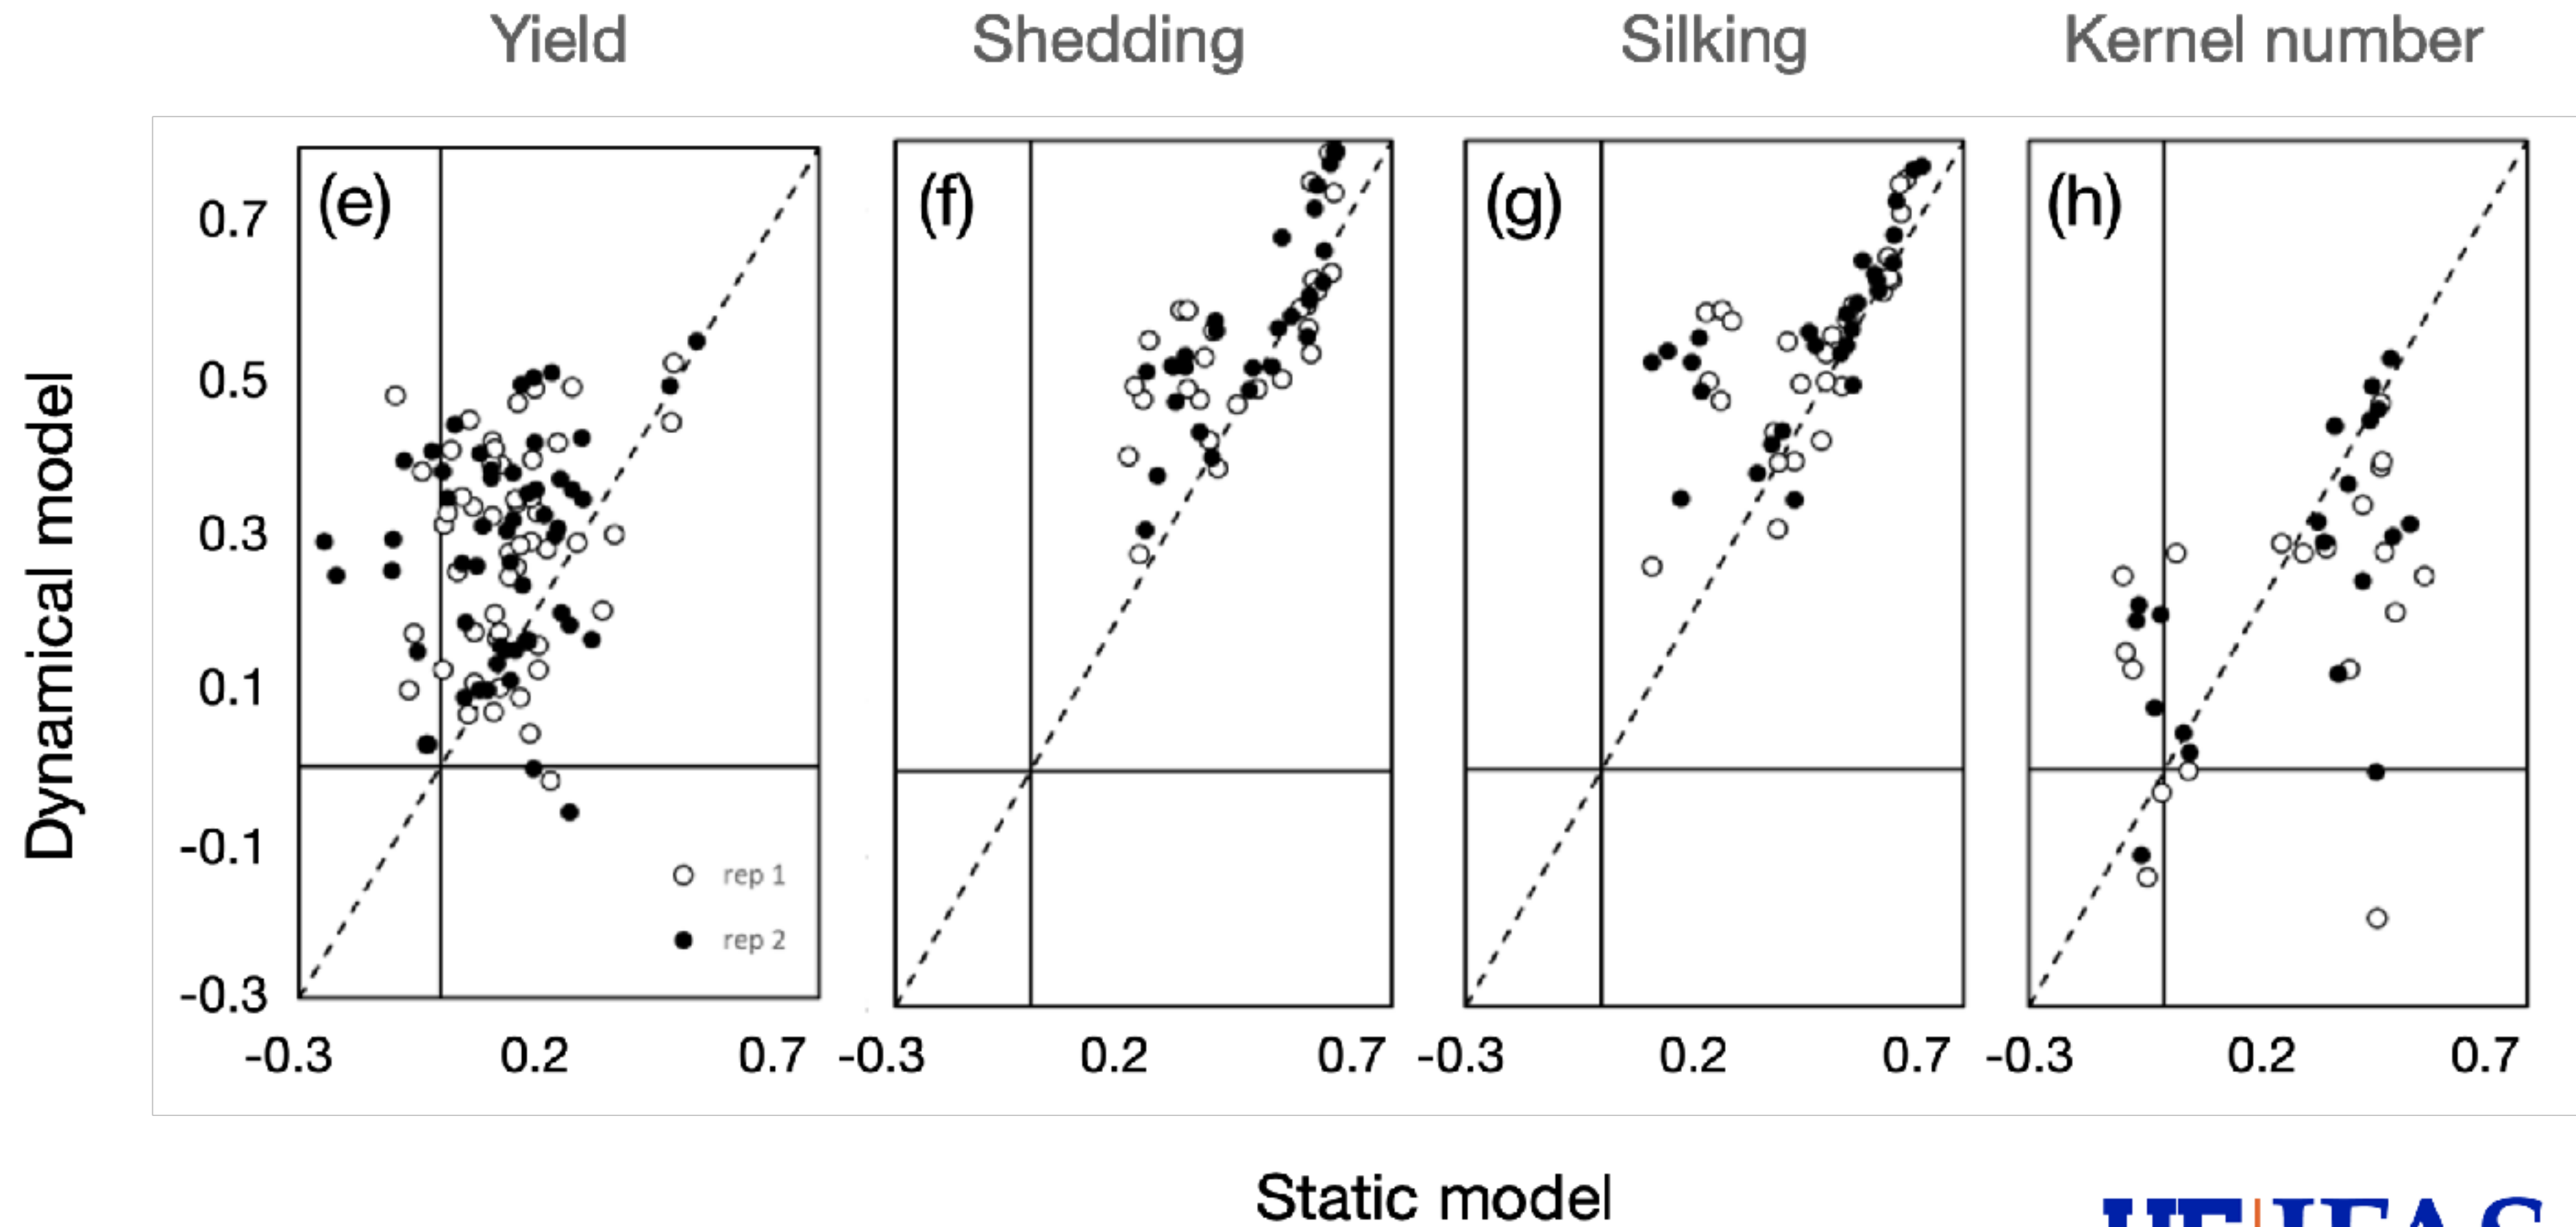 Yield Shedding Silking Kernel number
(e) (f) (g) (h)
0.7
0.5
0.3
0.1
-0.1
-0.3
Dynamical model
rep 1
rep 2
-0.3 0.2 0.7 -0.3 0.2 0.7 -0.3 0.2 0.7 -0.3 0.2 0.7
Static model
UF|IFAS